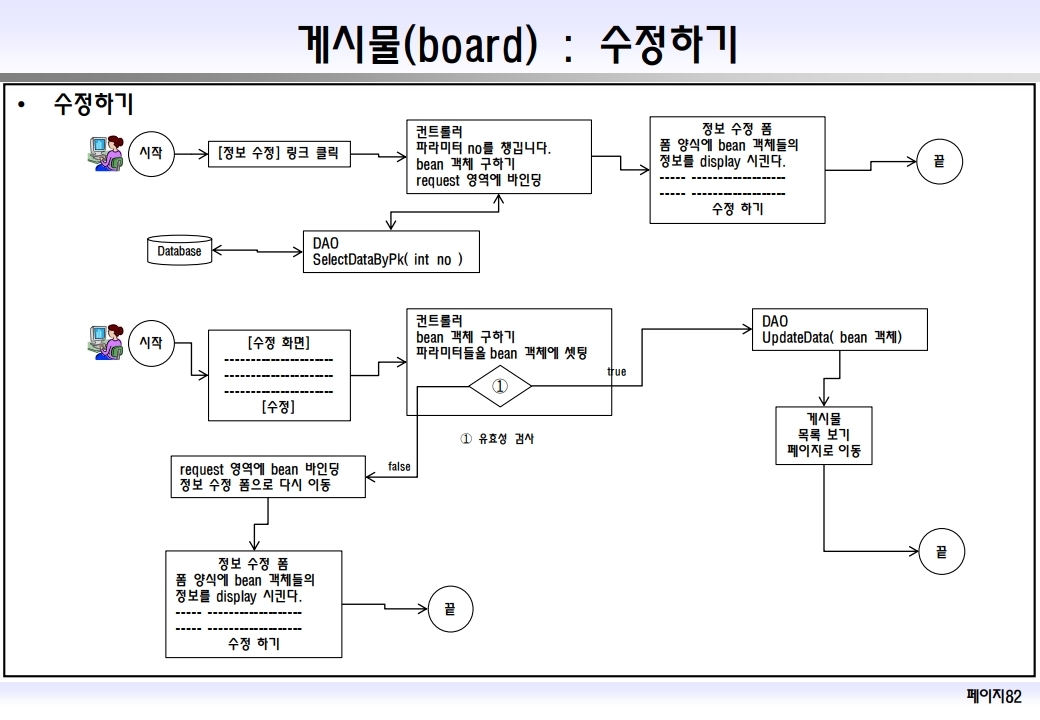 게시물(board) : 수정하기
• 수정하기
시작
[정보 수정] 링크 클릭
컨트롤러
파라미터 no를 챙깁니다.
bean 객체 구하기
request 영역에 바인딩
정보 수정 폼
폼 양식에 bean 객체들의
정보를 display 시킨다.
----- ------------------
----- ------------------
수정 하기
끝
Database
DAO
SelectDataByPk( int no )
시작
[수정 화면]
---------------------
---------------------
---------------------
[수정]
컨트롤러
bean 객체 구하기
파라미터들을 bean 객체에 셋팅
①
true
DAO
UpdateData( bean 객체)
① 유효성 검사
게시물
목록 보기
페이지로 이동
false
request 영역에 bean 바인딩
정보 수정 폼으로 다시 이동
끝
정보 수정 폼
폼 양식에 bean 객체들의
정보를 display 시킨다.
----- ------------------
----- ------------------
수정 하기
끝
페이지82